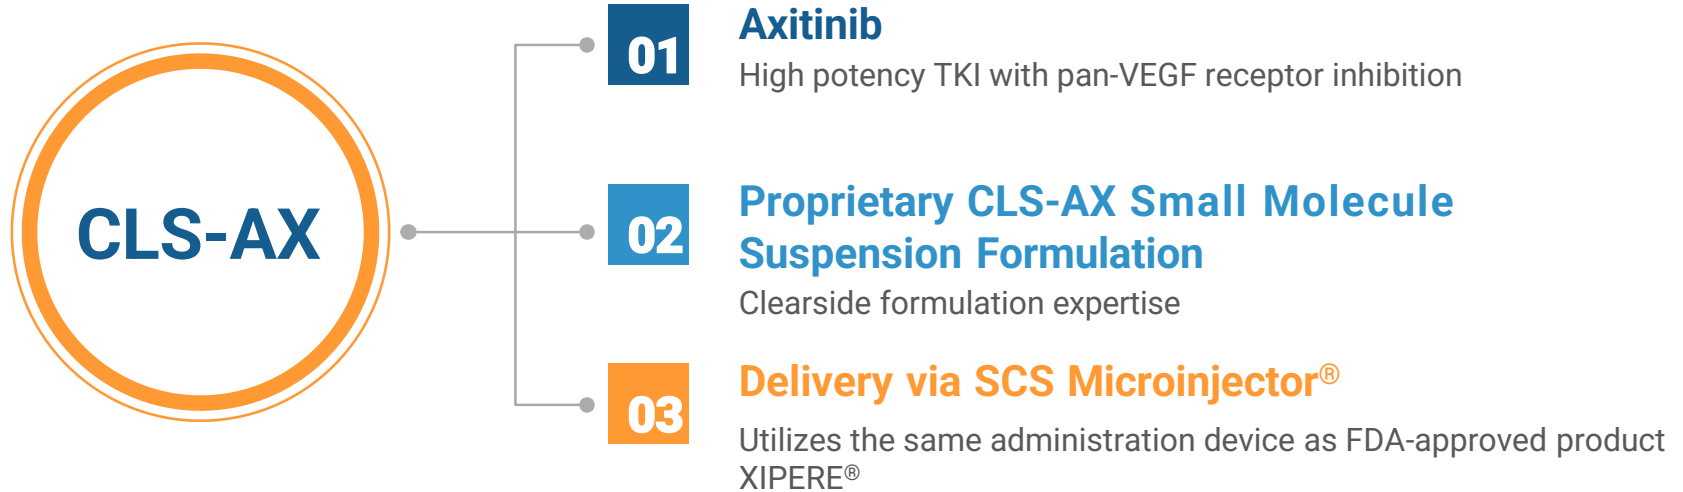 CLS-AX
01
Axitinib
High potency TKI with pan-VEGF receptor inhibition
02
Proprietary CLS-AX Small Molecule
Suspension Formulation
Clearside formulation expertise
03
Delivery via SCS Microinjector®
Utilizes the same administration device as FDA-approved product
XIPERE®